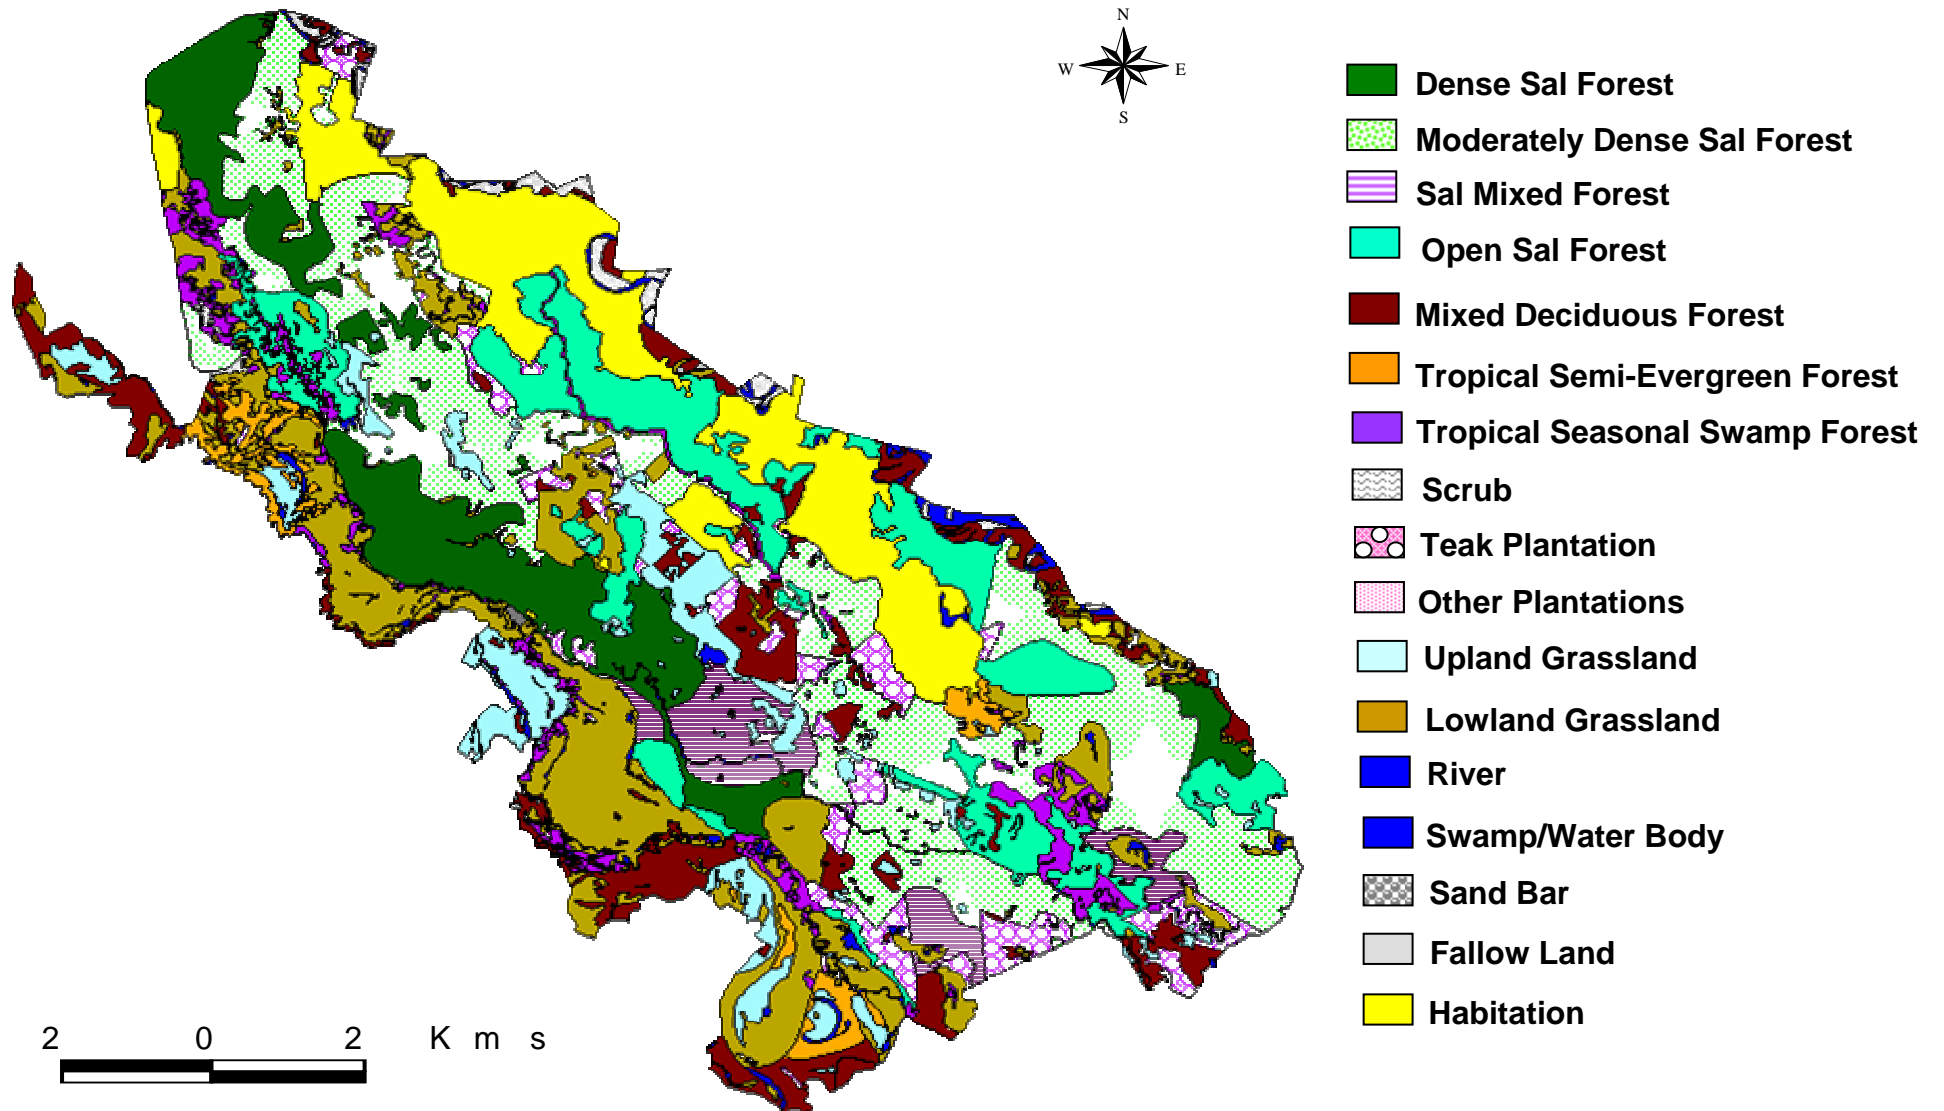 N
W E
S
Dense Sal Forest
Moderately Dense Sal Forest
Sal Mixed Forest
Open Sal Forest
Mixed Deciduous Forest
Tropical Semi-Evergreen Forest
Tropical Seasonal Swamp Forest
Scrub
Teak Plantation
Other Plantations
Upland Grassland
Lowland Grassland
River
Swamp/Water Body
Sand Bar
Fallow Land
Habitation
2 0 2 K m s